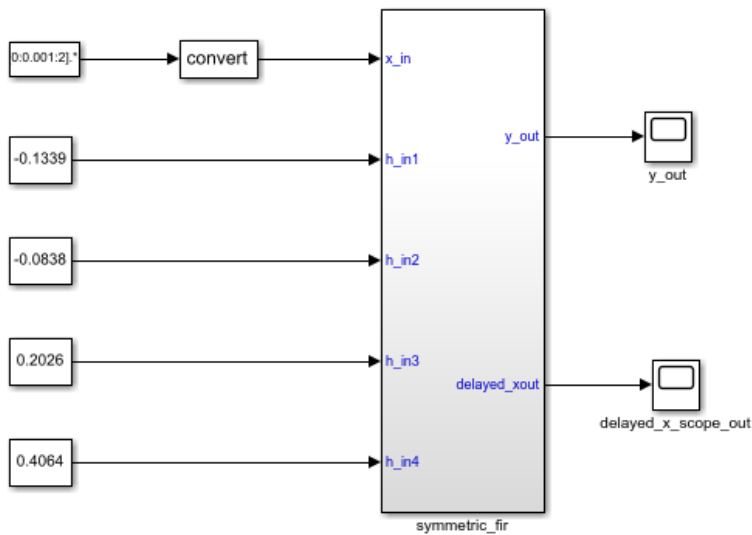 0:0.001:2].*
convert
x_in
-0.1339
h_in1
y_out
y_out
-0.0838
h_in2
0.2026
h_in3
delayed_xout
delayed_x_scope_out
0.4064
h_in4
symmetric_fir